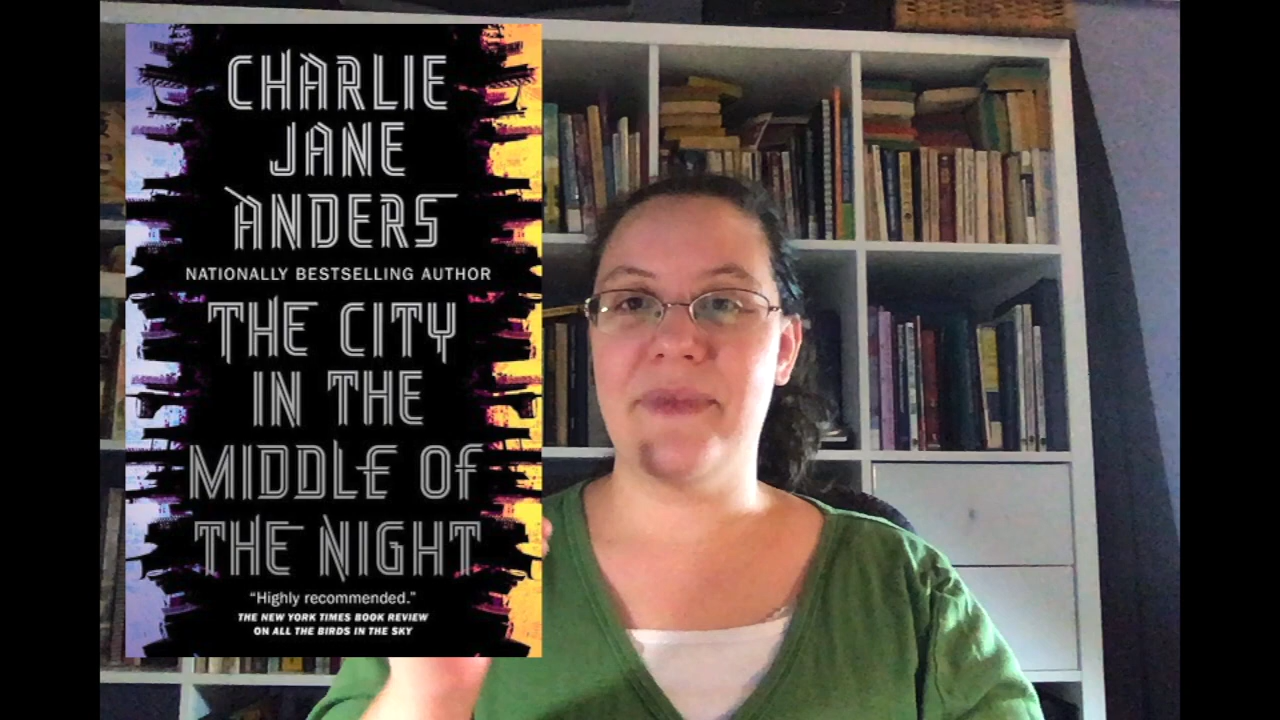 CHARLIE
JANE
ANDERS
NATIONALLY BESTSELLING AUTHOR
THE CITY
IN THE
MIDDLE OF
THE NIGHT
“Highly recommended.”
THE NEW YORK TIMES BOOK REVIEW
ON ALL THE BIRDS IN THE SKY